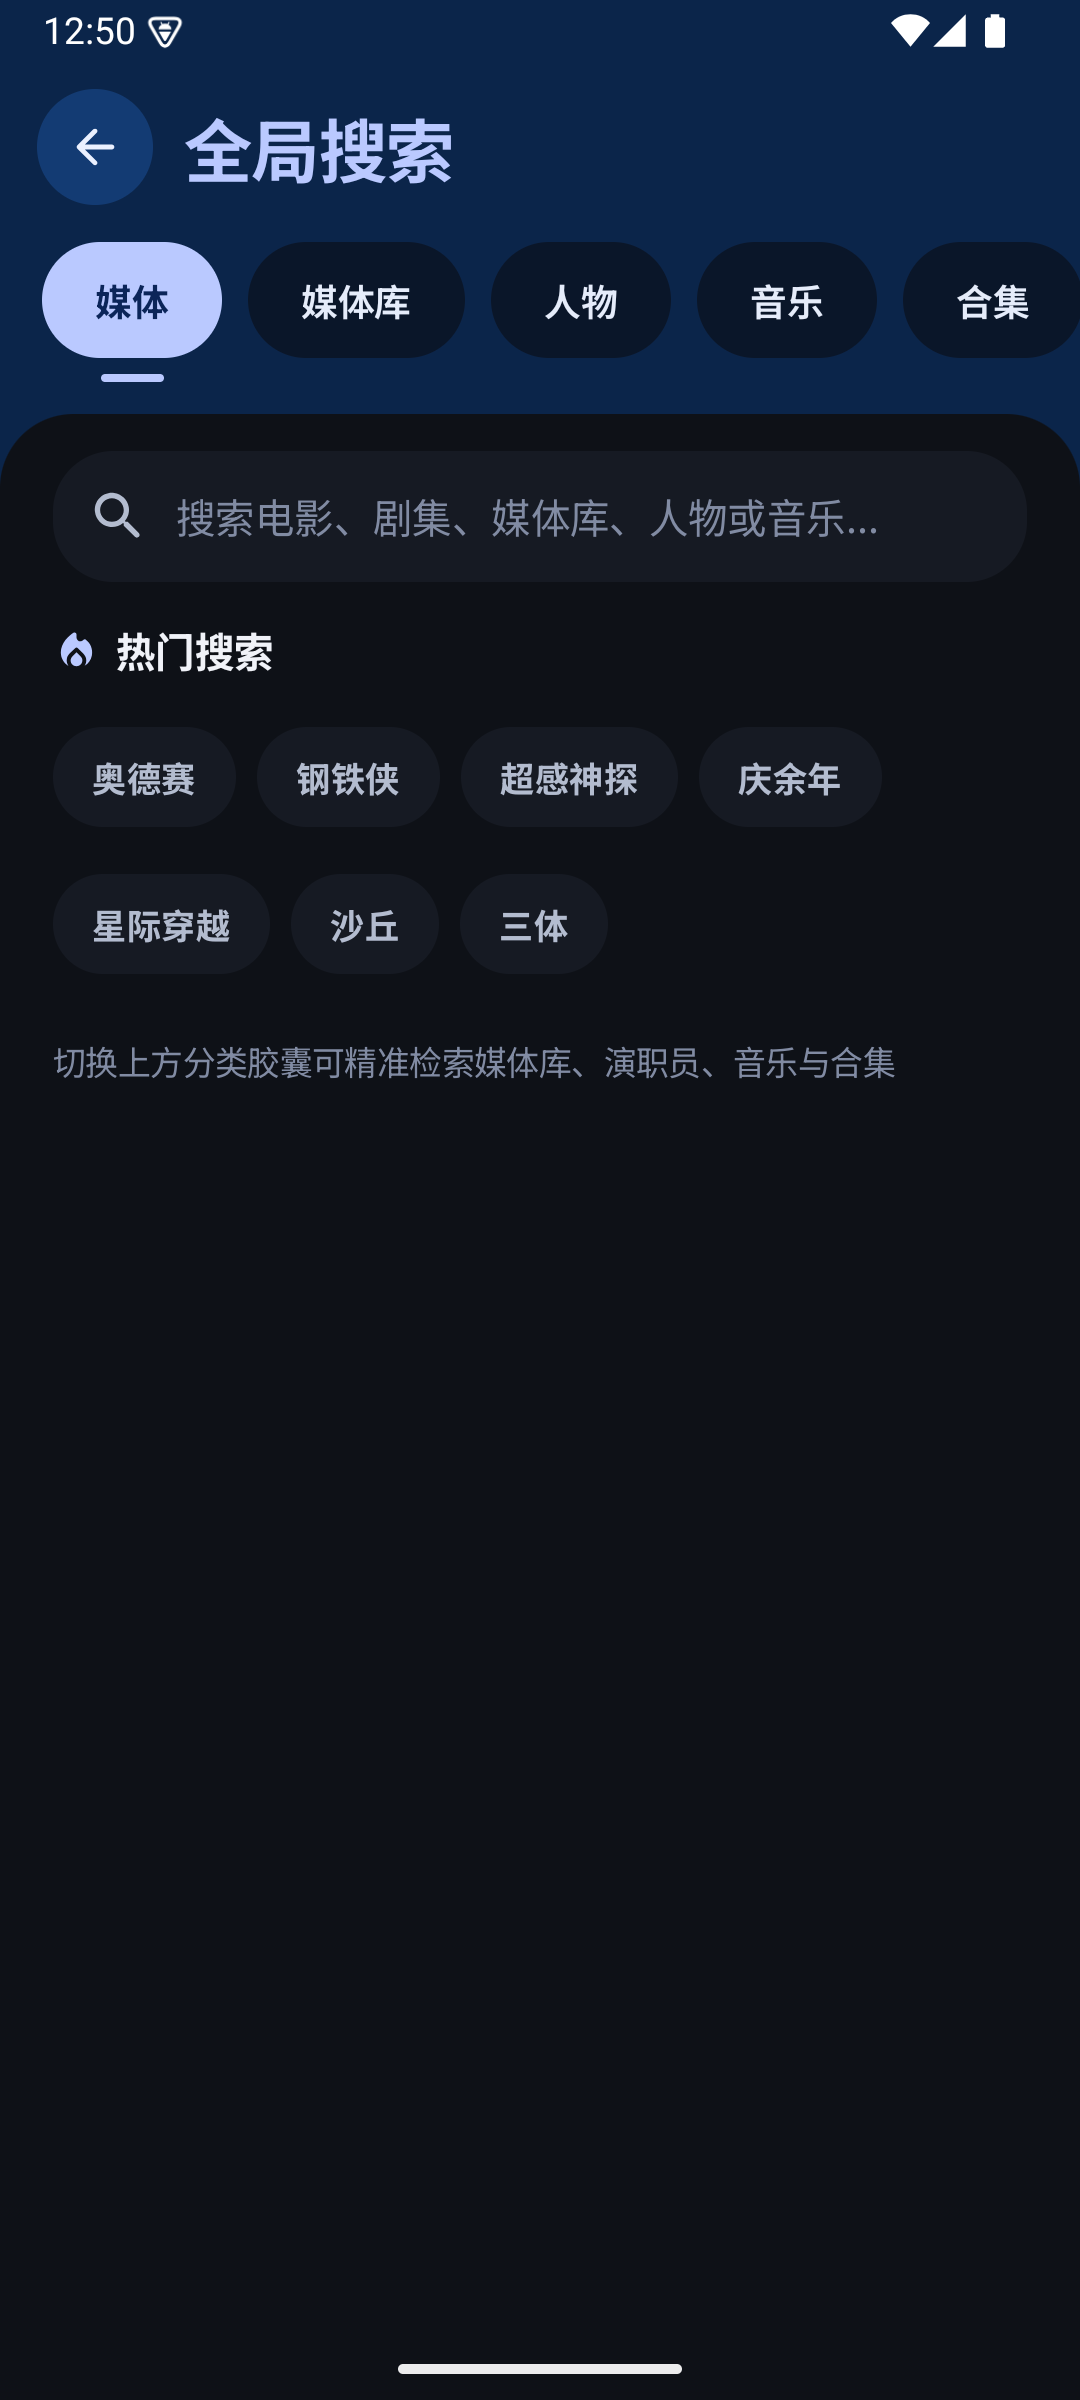 12:50
全局搜索
媒体 媒体库 人物 音乐 合集
搜索电影、剧集、媒体库、人物或音乐...
热门搜索
奥德赛 钢铁侠 超感神探 庆余年
星际穿越 沙丘 三体
切换上方分类胶囊可精准检索媒体库、演职员、音乐与合集